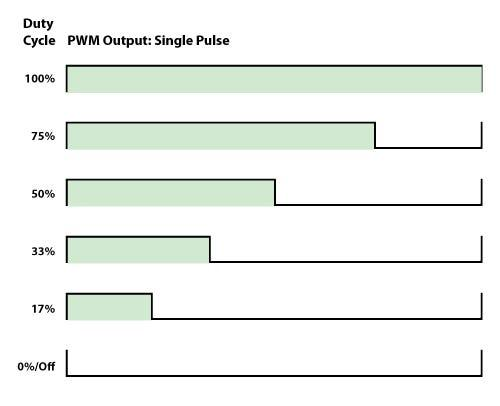 Duty
Cycle PWM Output: Single Pulse
100%
75%
50%
33%
17%
0%/Off